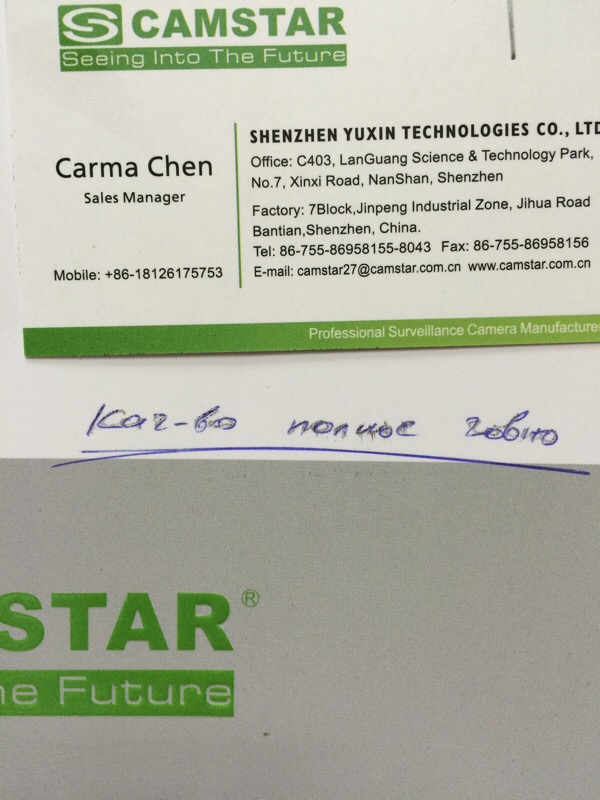 S CAMSTAR
Seeing Into The Future
Carma Chen
Sales Manager
Mobile: +86-18126175753
SHENZHEN YUXIN TECHNOLOGIES CO., LTD
Office: C403, LanGuang Science & Technology Park,
No.7, Xinxi Road, NanShan, Shenzhen
Factory: 7Block,Jinpeng Industrial Zone, Jihua Road
Bantian,Shenzhen, China.
Tel: 86-755-86958155-8043 Fax: 86-755-86958156
E-mail: camstar27@camstar.com.cn www.camstar.com.cn
Professional Surveillance Camera Manufacture
Кач-во полное говно
STAR®
ne Future